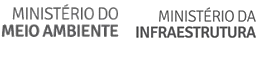 MINISTÉRIO DO
MEIO AMBIENTE
MINISTÉRIO DA
INFRAESTRUTURA